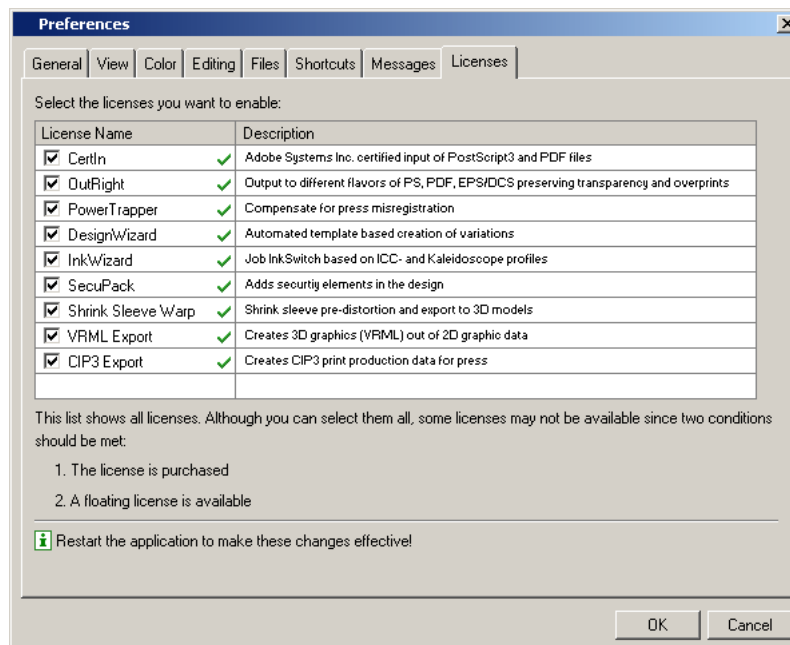 Preferences
General View Color Editing Files Shortcuts Messages Licenses
Select the licenses you want to enable:
License Name Description
CertIn Adobe Systems Inc. certified input of PostScript3 and PDF files
OutRight Output to different flavors of PS, PDF, EPS/DCS preserving transparency and overprints
PowerTrapper Compensate for press misregistration
DesignWizard Automated template based creation of variations
InkWizard Job InkSwitch based on ICC- and Kaleidoscope profiles
SecuPack Adds securtiy elements in the design
Shrink Sleeve Warp Shrink sleeve pre-distortion and export to 3D models
VRML Export Creates 3D graphics (VRML) out of 2D graphic data
CIP3 Export Creates CIP3 print production data for press
This list shows all licenses. Although you can select them all, some licenses may not be available since two conditions
should be met:
1. The license is purchased
2. A floating license is available
Restart the application to make these changes effective!
OK Cancel